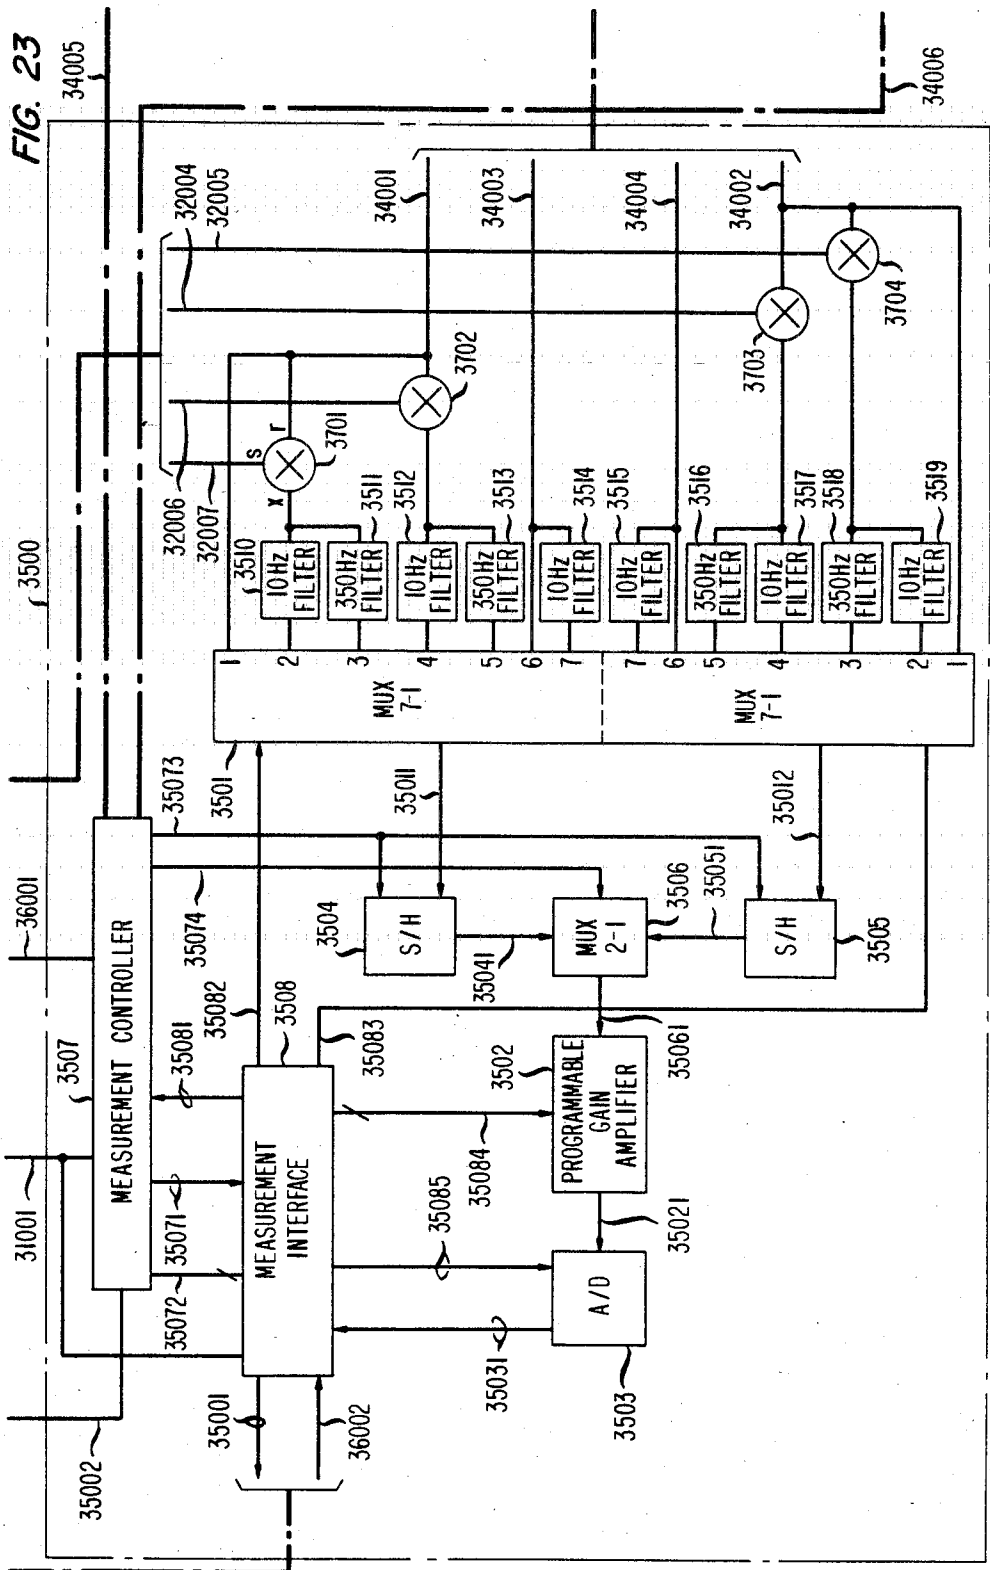 FIG. 23
34005
34006
3500
36001
31001
35002
3507
MEASUREMENT CONTROLLER
35073
35074
35082
35081
35071
35072
3508
MEASUREMENT
INTERFACE
35083
35001
36002
35084
35085
35031
3502
PROGRAMMABLE
GAIN
AMPLIFIER
35061
35021
A/D
3503
3504
S/H
35041
MUX
2-1
3506
35051
S/H
3505
35011
35012
3501
MUX
7-1
MUX
7-1
1
2
3
4
5
6
7
7
6
5
4
3
2
1
3510
10Hz
FILTER
350Hz
FILTER
3511
10Hz
FILTER
3512
350Hz
FILTER
3513
10Hz
FILTER
3514
10Hz
FILTER
3515
350Hz
FILTER
3516
10Hz
FILTER
3517
350Hz
FILTER
3518
10Hz
FILTER
3519
32007
32006
s
x
r
3701
3702
3703
3704
32004
32005
34001
34003
34004
34002